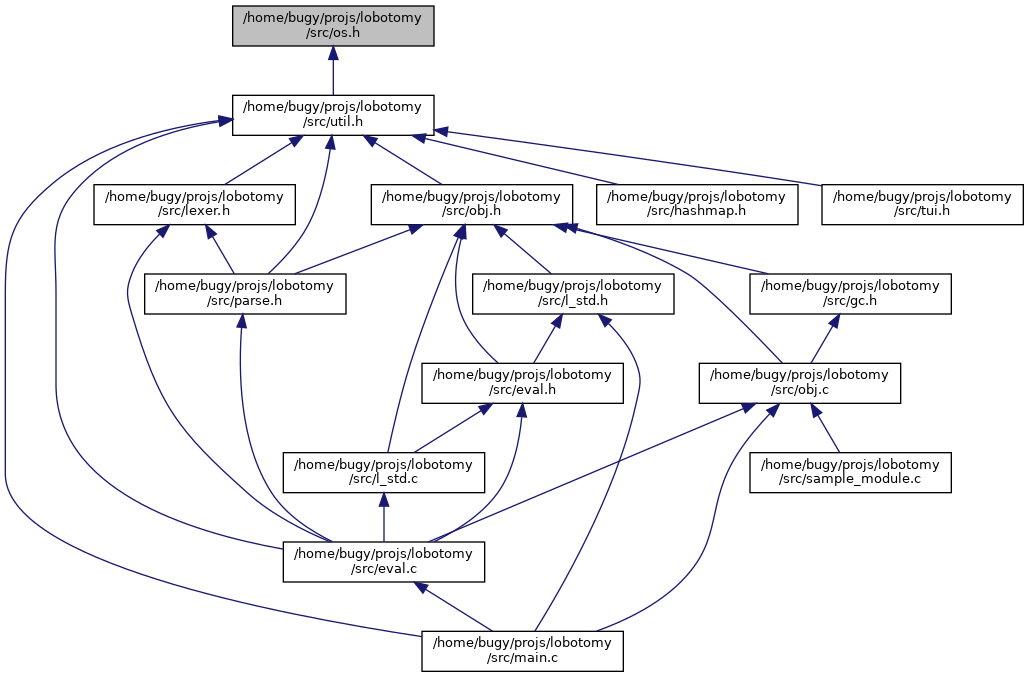 /home/bugy/projs/lobotomy
/src/os.h
/home/bugy/projs/lobotomy
/src/util.h
/home/bugy/projs/lobotomy
/src/lexer.h
/home/bugy/projs/lobotomy
/src/obj.h
/home/bugy/projs/lobotomy
/src/hashmap.h
/home/bugy/projs/lobotomy
/src/tui.h
/home/bugy/projs/lobotomy
/src/parse.h
/home/bugy/projs/lobotomy
/src/l_std.h
/home/bugy/projs/lobotomy
/src/gc.h
/home/bugy/projs/lobotomy
/src/eval.h
/home/bugy/projs/lobotomy
/src/obj.c
/home/bugy/projs/lobotomy
/src/l_std.c
/home/bugy/projs/lobotomy
/src/sample_module.c
/home/bugy/projs/lobotomy
/src/eval.c
/home/bugy/projs/lobotomy
/src/main.c